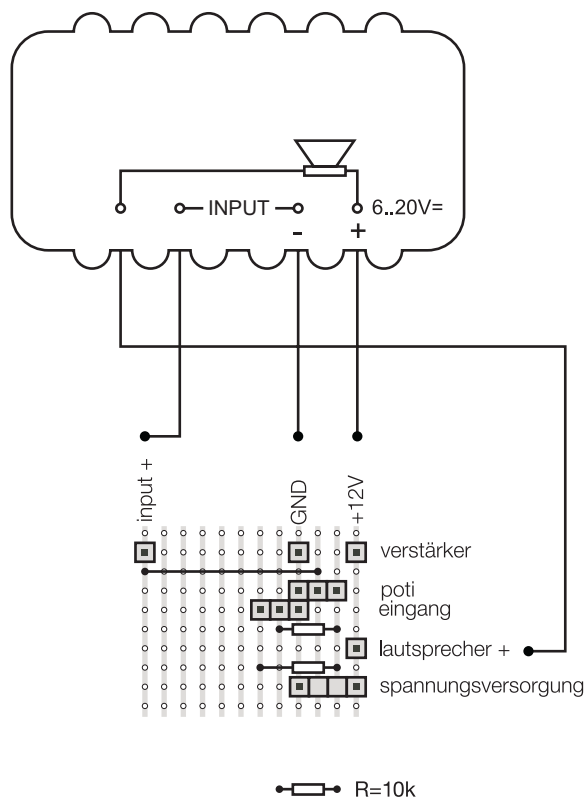 INPUT
6..20V=
-
+
input +
GND
+12V
verstärker
poti
eingang
lautsprecher +
spannungsversorgung
R=10k